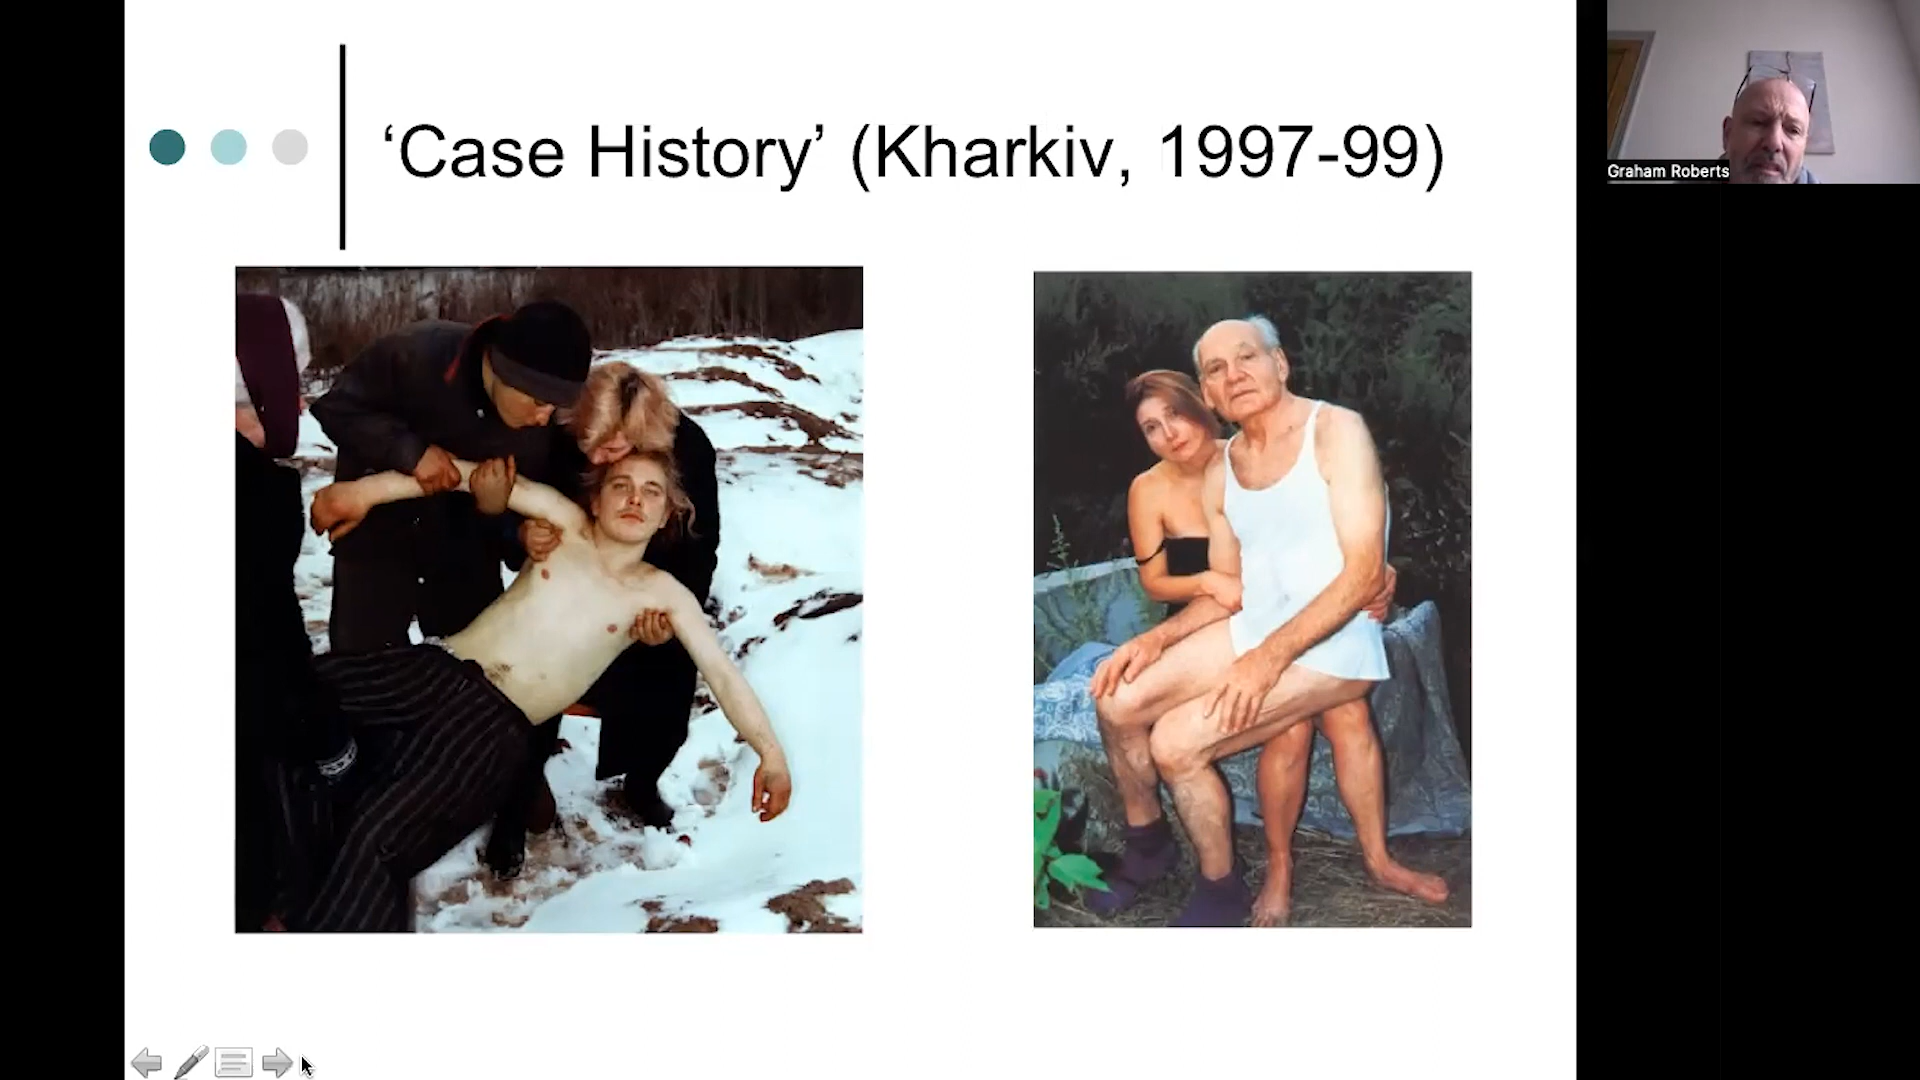 ‘Case History’ (Kharkiv, 1997-99)
Graham Roberts